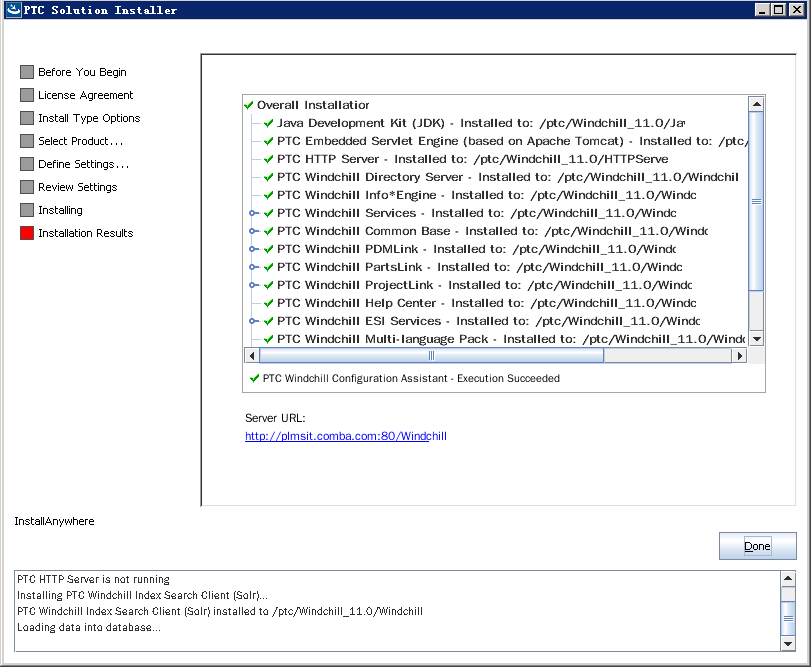 PTC Solution Installer
Before You Begin
License Agreement
Install Type Options
Select Product...
Define Settings...
Review Settings
Installing
Installation Results
Overall Installation
Java Development Kit (JDK) - Installed to: /ptc/Windchill_11.0/Jav
PTC Embedded Servlet Engine (based on Apache Tomcat) - Installed to: /ptc/
PTC HTTP Server - Installed to: /ptc/Windchill_11.0/HTTPServe
PTC Windchill Directory Server - Installed to: /ptc/Windchill_11.0/Windchil
PTC Windchill Info*Engine - Installed to: /ptc/Windchill_11.0/Windc
PTC Windchill Services - Installed to: /ptc/Windchill_11.0/Windc
PTC Windchill Common Base - Installed to: /ptc/Windchill_11.0/Windc
PTC Windchill PDMLink - Installed to: /ptc/Windchill_11.0/Windc
PTC Windchill PartsLink - Installed to: /ptc/Windchill_11.0/Windc
PTC Windchill ProjectLink - Installed to: /ptc/Windchill_11.0/Windc
PTC Windchill Help Center - Installed to: /ptc/Windchill_11.0/Windc
PTC Windchill ESI Services - Installed to: /ptc/Windchill_11.0/Windc
PTC Windchill Multi-language Pack - Installed to: /ptc/Windchill_11.0/Windc
PTC Windchill Configuration Assistant - Execution Succeeded
Server URL:
http://plmsit.comba.com:80/Windchill
InstallAnywhere
Done
PTC HTTP Server is not running
Installing PTC Windchill Index Search Client (Solr)...
PTC Windchill Index Search Client (Solr) installed to /ptc/Windchill_11.0/Windchill
Loading data into database...